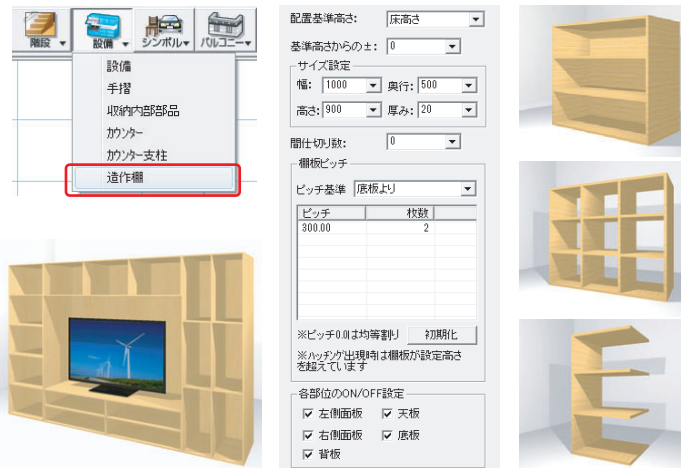 階段 設備 シンボル バルコニー
設備
手摺
収納内部部品
カウンター
カウンター支柱
造作棚
配置基準高さ: 床高さ
基準高さからの±: 0
サイズ設定
幅: 1000 奥行: 500
高さ: 900 厚み: 20
間仕切り数: 0
棚板ピッチ
ピッチ基準 底板より
ピッチ 枚数
300.00 2
※ピッチ0.0は均等割り 初期化
※ハッチング出現時は棚板が設定高さ
を超えています
各部位のON/OFF設定
左側面板 天板
右側面板 底板
背板